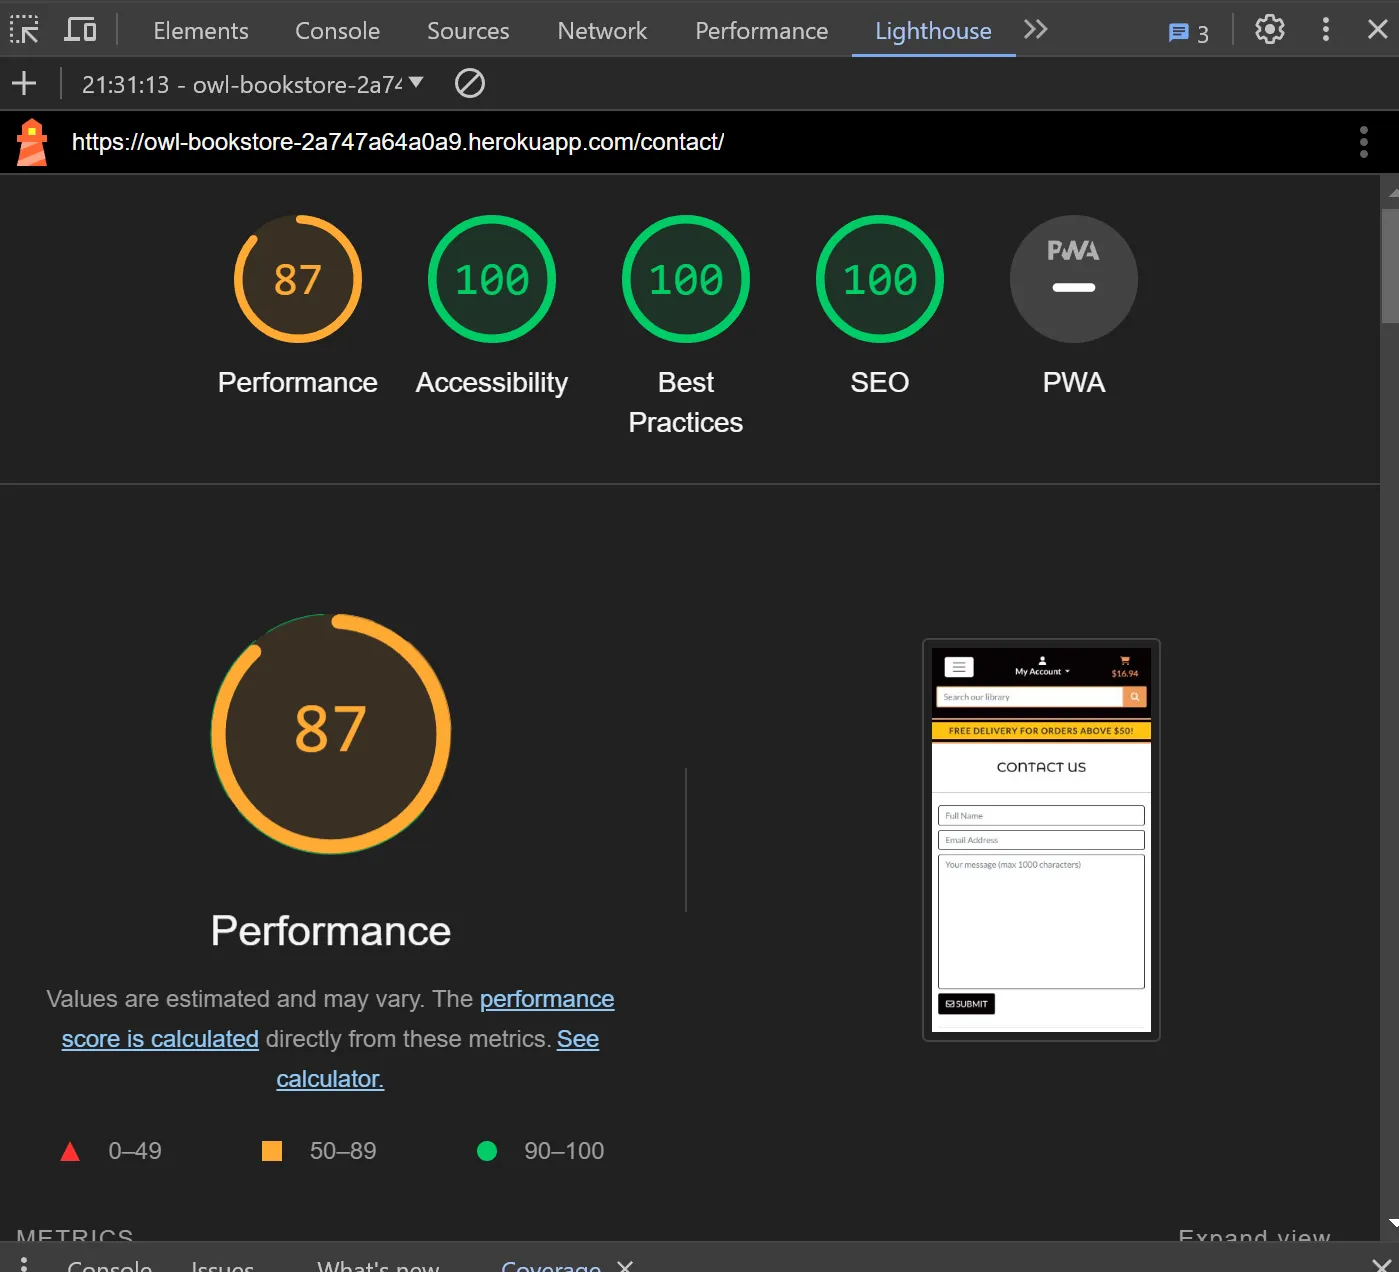 Elements Console Sources Network Performance Lighthouse 3
21:31:13 - owl-bookstore-2a74
https://owl-bookstore-2a747a64a0a9.herokuapp.com/contact/
87 100 100 100 PWA
Performance Accessibility Best Practices SEO PWA
87
Performance
Values are estimated and may vary. The performance
score is calculated directly from these metrics. See
calculator.
0–49 50–89 90–100
My Account $16.94
Search our library
FREE DELIVERY FOR ORDERS ABOVE $50!
CONTACT US
Full Name
Email Address
Your message (max 1000 characters)
SUBMIT
METRICS Expand view
Console Issues What's new Coverage